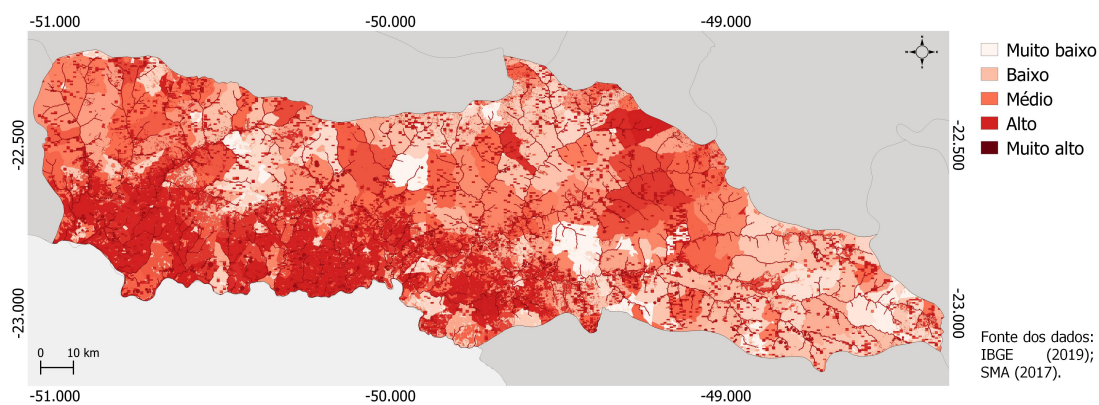 -51.000 -50.000 -49.000
Muito baixo
Baixo
Médio
Alto
Muito alto
-22.500 -22.500
-23.000 -23.000
0 10 km
Fonte dos dados:
IBGE (2019);
SMA (2017).
-51.000 -50.000 -49.000